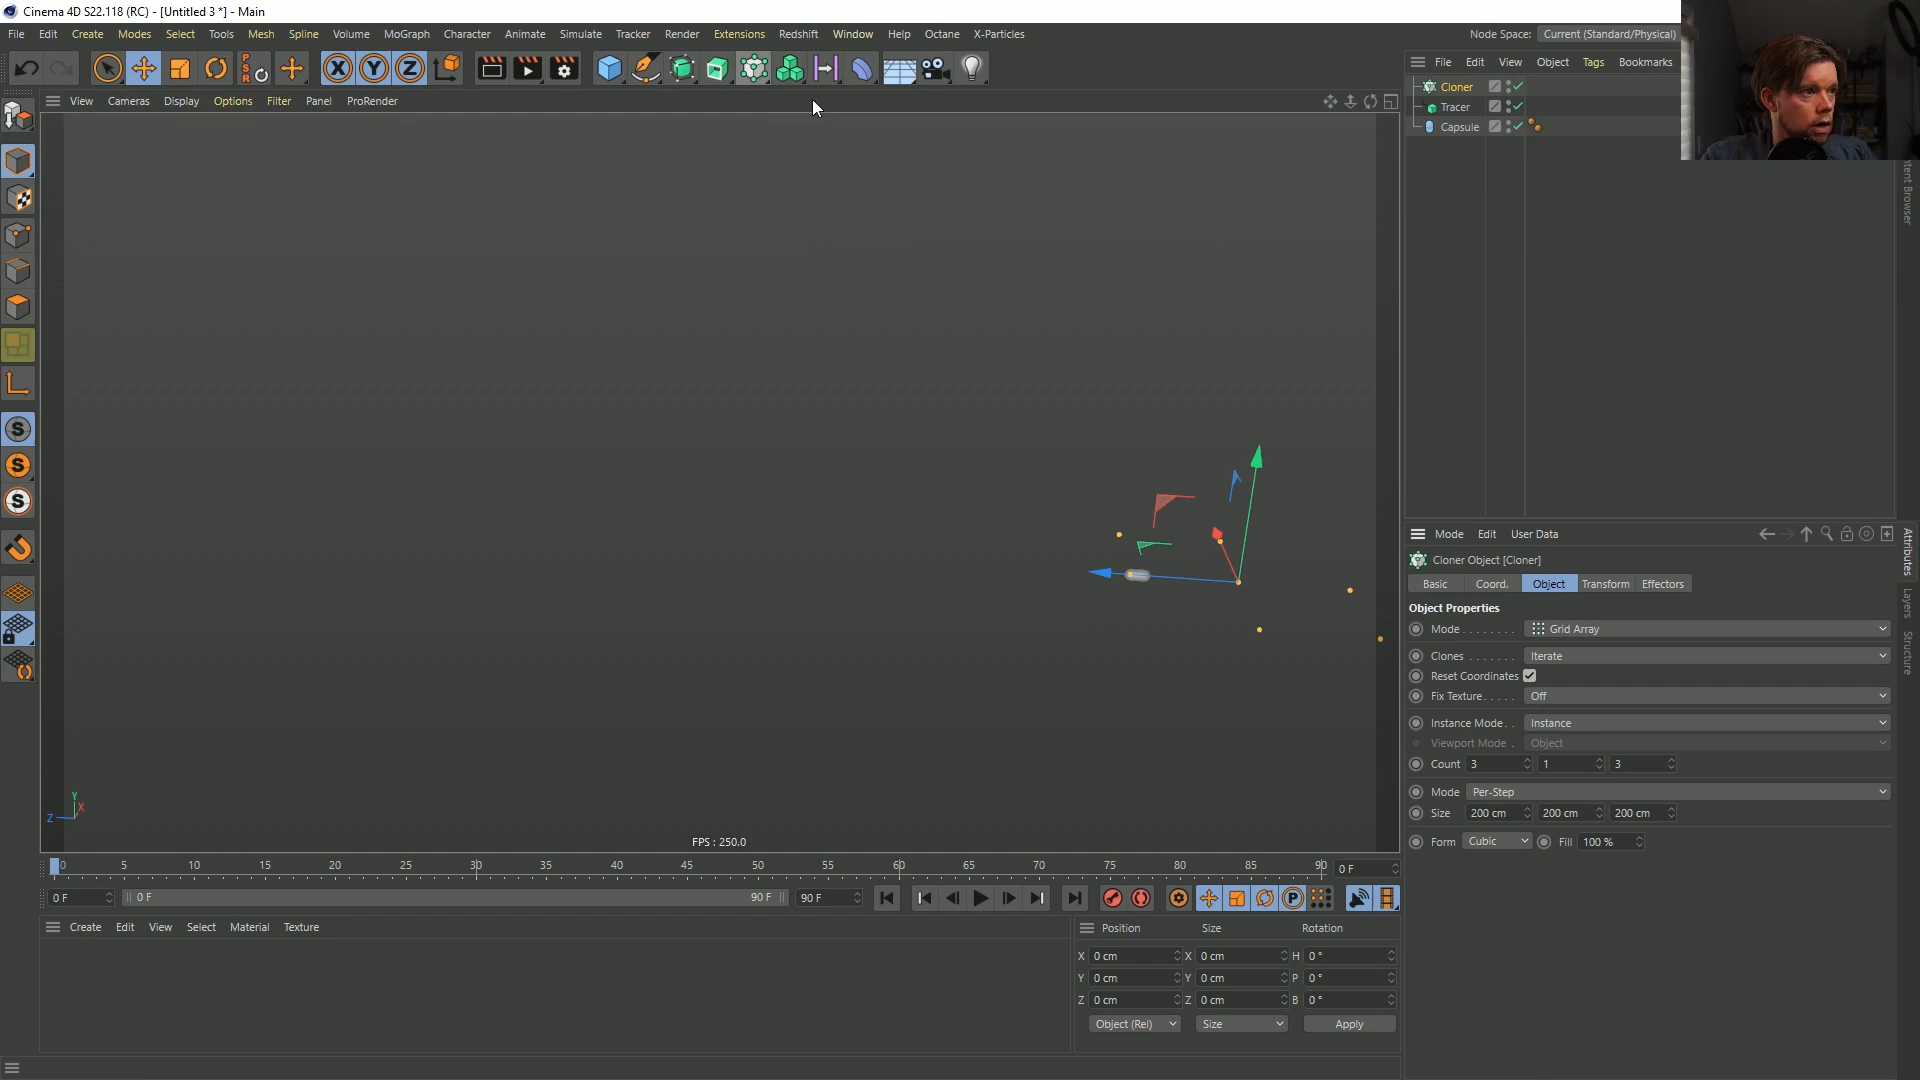 Cinema 4D S22.118 (RC) - [Untitled 3 *] - Main
File Edit Create Modes Select Tools Mesh Spline Volume MoGraph Character Animate Simulate Tracker Render Redshift Extensions Window Help Octane X-Particles
Node Space: Current (Standard/Physical)
File Edit View Object Tags Bookmarks
P S R X Y Z
View Cameras Display Options Filter Panel ProRender
Cloner
Tracer
Capsule
S
S
S
Y
X
Z
FPS : 250.0
Mode Edit User Data
Attributes
Layers
Structure
Cloner Object [Cloner]
Basic Coord. Object Transform Effectors
Object Properties
Mode . . . . . . . . Grid Array
Clones . . . . . . . Iterate
Reset Coordinates
Fix Texture . . . . . Off
Instance Mode . . Instance
Viewport Mode . Object
Count 3 1 3
Mode Per-Step
Size 200 cm 200 cm 200 cm
Form Cubic Fill 100 %
0 5 10 15 20 25 30 35 40 45 50 55 60 65 70 75 80 85 90 0 F
0 F 0 F 90 F 90 F P
Create Edit View Select Material Texture
Position Size Rotation
X 0 cm X 0 cm H 0 °
Y 0 cm Y 0 cm P 0 °
Z 0 cm Z 0 cm B 0 °
Object (Rel) Size Apply